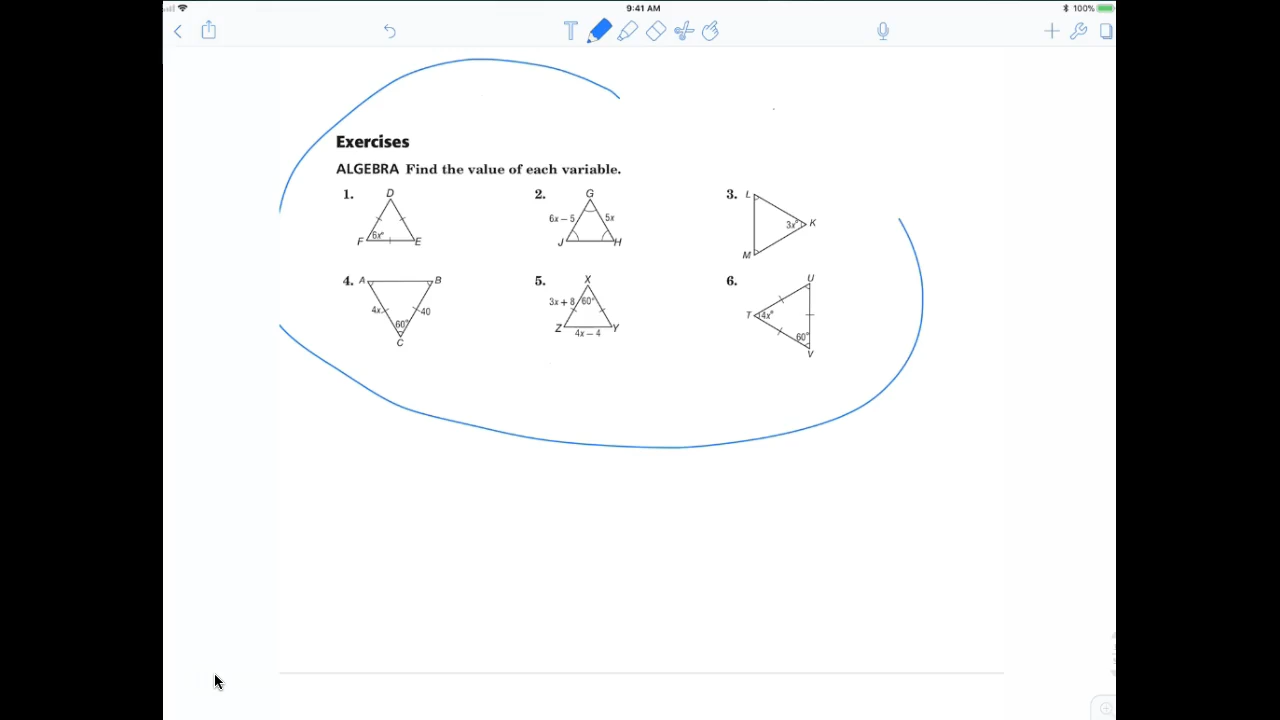 9:41 AM
100%
T
Exercises
ALGEBRA Find the value of each variable.
1. D
6x°
F E
2. G
6x – 5 5x
J H
3. L
3x° K
M
4. A B
4x 40
60°
C
5. X
3x + 8 60°
Z Y
4x – 4
6. U
T 4x°
60°
V